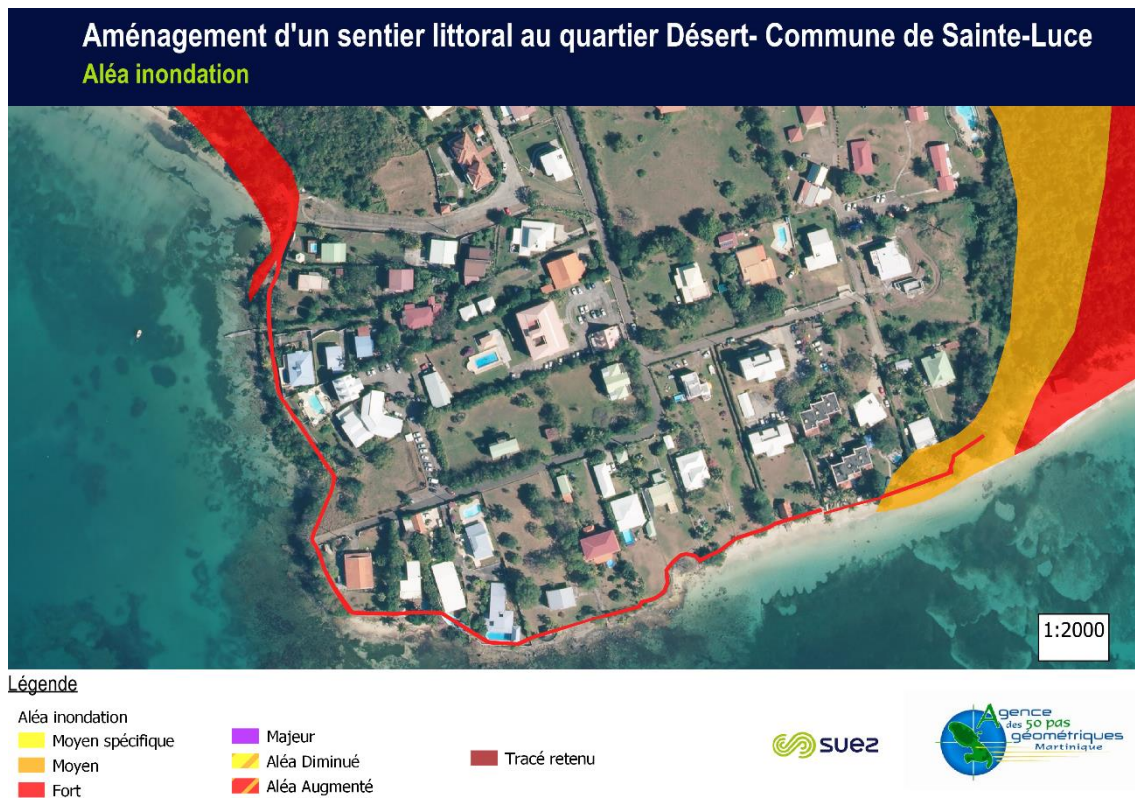 Aménagement d'un sentier littoral au quartier Désert- Commune de Sainte-Luce
Aléa inondation
1:2000
Légende
Aléa inondation
Moyen spécifique
Moyen
Fort
Majeur
Aléa Diminué
Aléa Augmenté
Tracé retenu
suez
Agence
des 50 pas
géométriques
Martinique